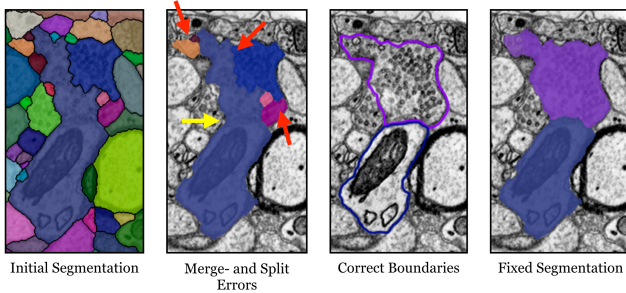 Initial Segmentation
Merge- and Split
Errors
Correct Boundaries
Fixed Segmentation